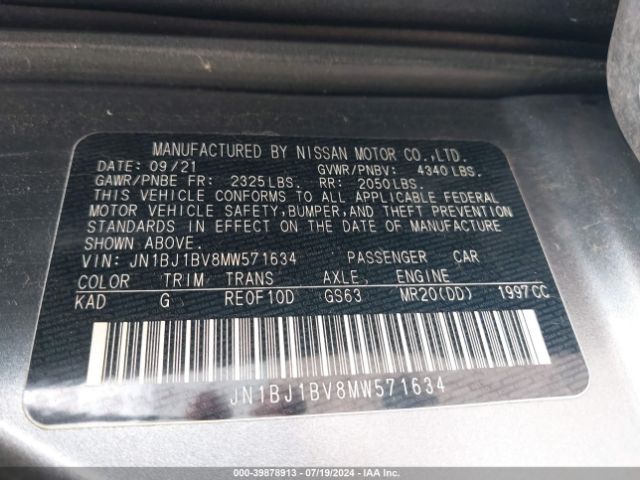 MANUFACTURED BY NISSAN MOTOR CO.,LTD.
DATE: 09/21 GVWR/PNBV: 4340 LBS.
GAWR/PNBE FR: 2325 LBS. RR: 2050 LBS.
THIS VEHICLE CONFORMS TO ALL APPLICABLE FEDERAL
MOTOR VEHICLE SAFETY, BUMPER, AND THEFT PREVENTION
STANDARDS IN EFFECT ON THE DATE OF MANUFACTURE
SHOWN ABOVE.
VIN: JN1BJ1BV8MW571634 PASSENGER CAR
COLOR TRIM TRANS AXLE ENGINE
KAD G RE0F10D GS63 MR20(DD) 1997CC
JN1BJ1BV8MW571634
000-39878913 / 07/19/2024 / IAAI.COM